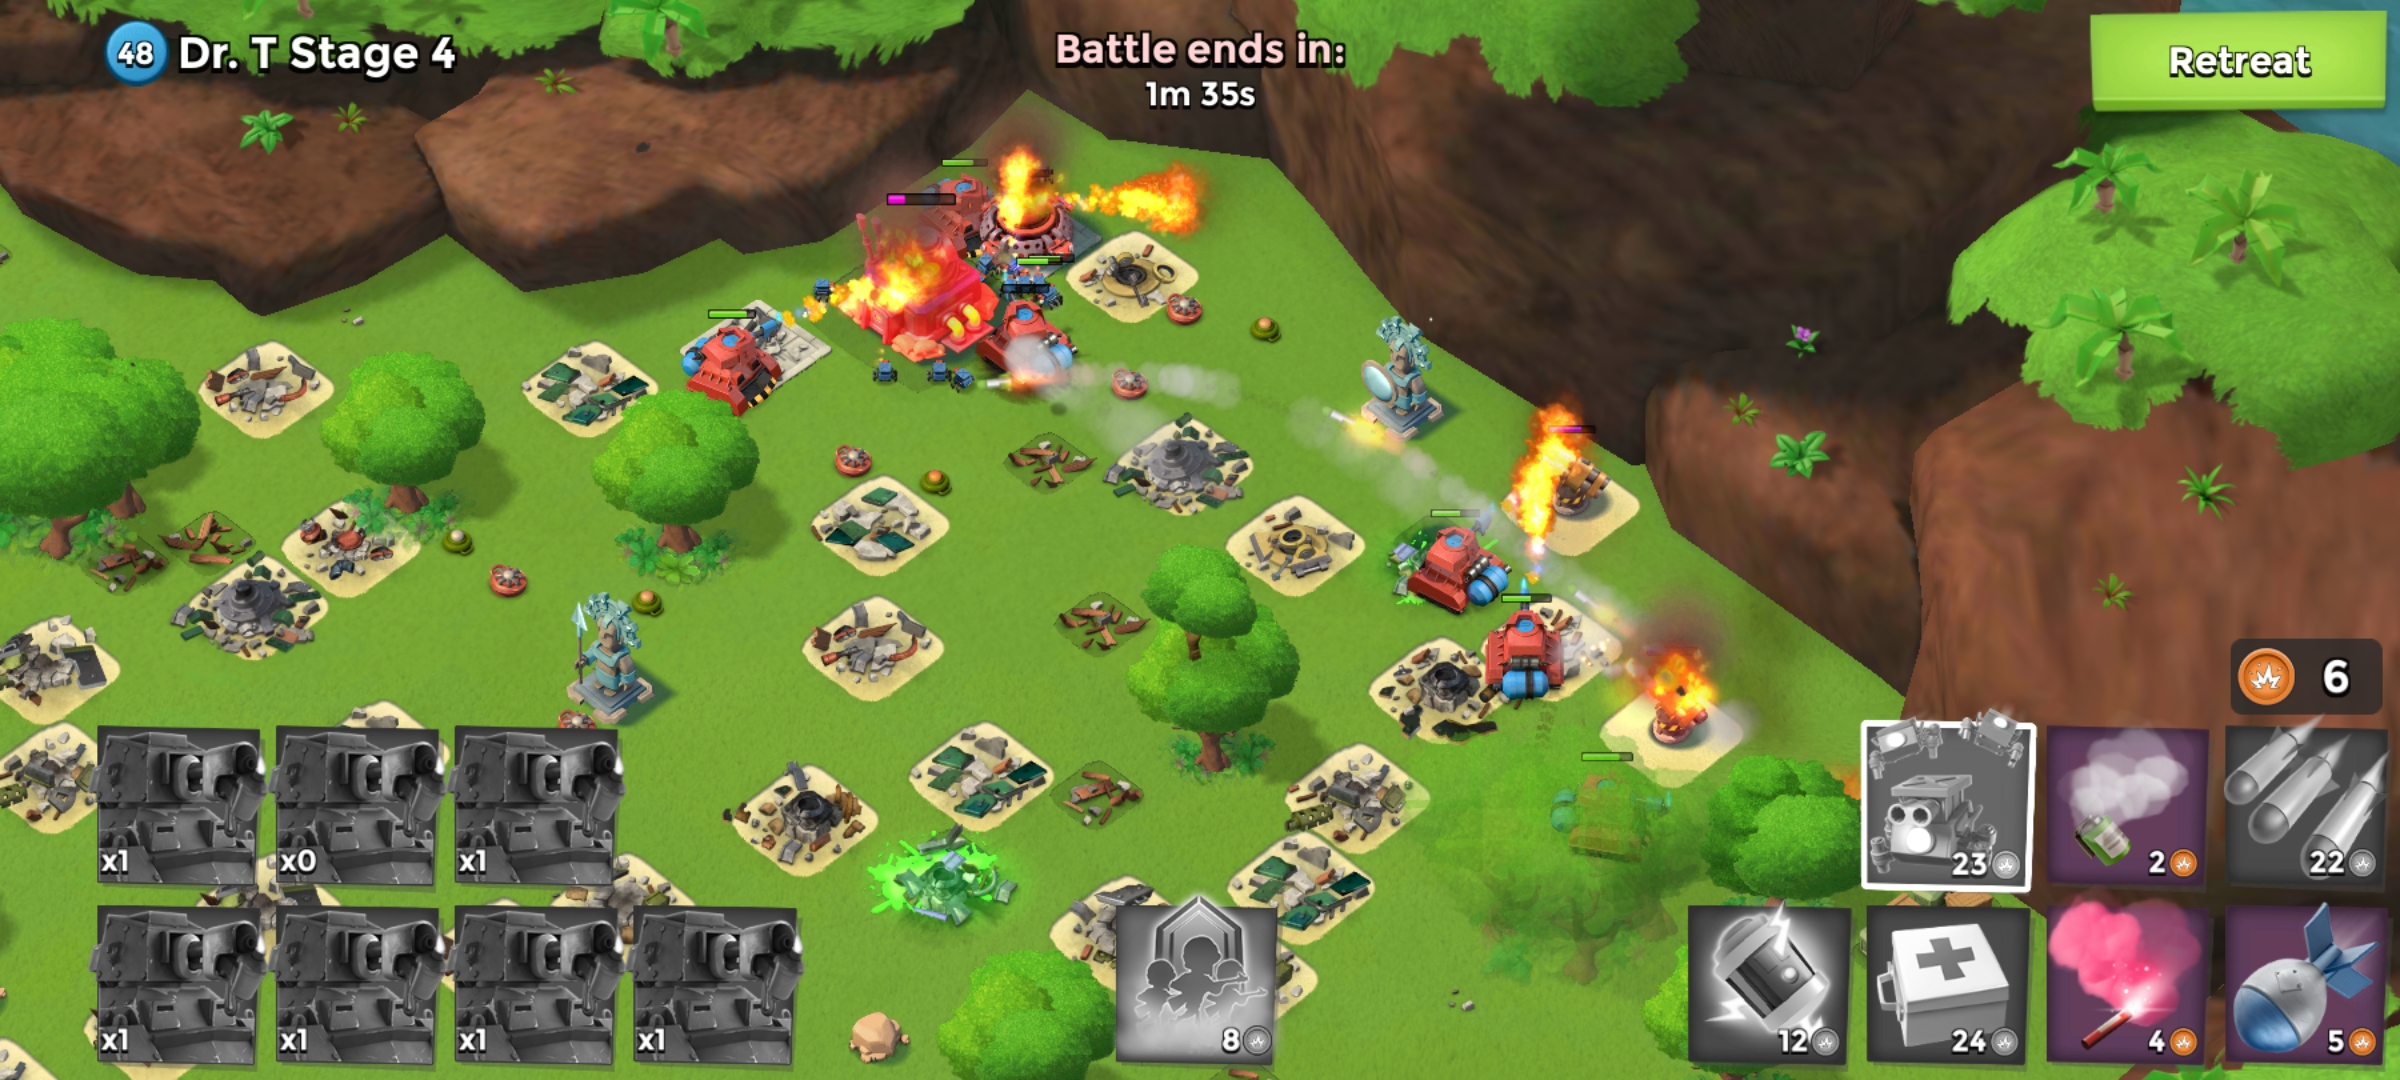 48 Dr. T Stage 4
Battle ends in:
1m 35s
Retreat
6
x1
x0
x1
23
2
22
x1
x1
x1
x1
8
12
24
4
5